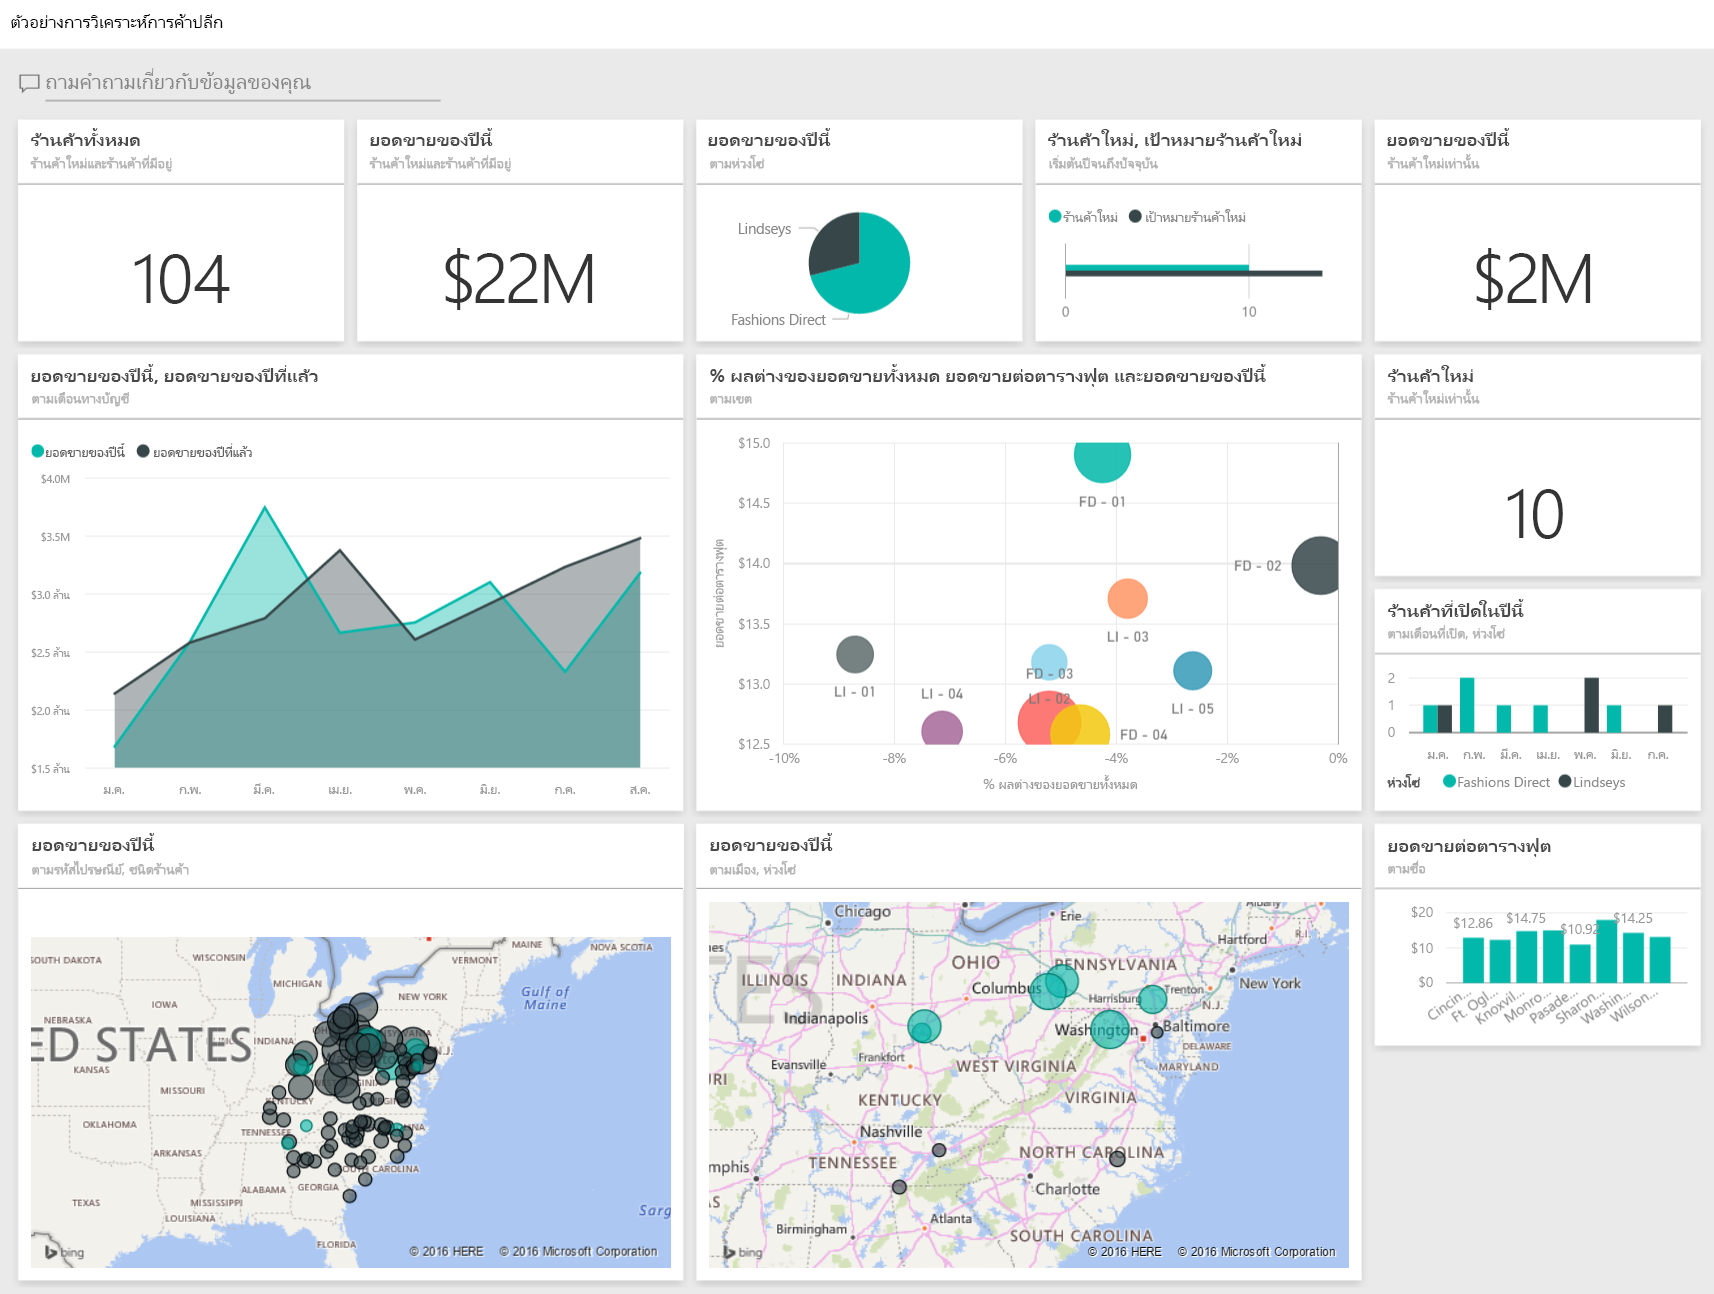 ตัวอย่างการวิเคราะห์การค้าปลีก
ถามคำถามเกี่ยวกับข้อมูลของคุณ
ร้านค้าทั้งหมด
ร้านค้าใหม่และร้านค้าที่มีอยู่
104
ยอดขายของปีนี้
ร้านค้าใหม่และร้านค้าที่มีอยู่
$22M
ยอดขายของปีนี้
ตามห่วงโซ่
Lindseys
Fashions Direct
ร้านค้าใหม่, เป้าหมายร้านค้าใหม่
เริ่มต้นปีจนถึงปัจจุบัน
ร้านค้าใหม่ เป้าหมายร้านค้าใหม่
0 10
ยอดขายของปีนี้
ร้านค้าใหม่เท่านั้น
$2M
ยอดขายของปีนี้, ยอดขายของปีที่แล้ว
ตามเดือนทางบัญชี
ยอดขายของปีนี้ ยอดขายของปีที่แล้ว
$4.0M
$3.5M
$3.0 ล้าน
$2.5 ล้าน
$2.0 ล้าน
$1.5 ล้าน
ม.ค. ก.พ. มี.ค. เม.ย. พ.ค. มิ.ย. ก.ค. ส.ค.
% ผลต่างของยอดขายทั้งหมด ยอดขายต่อตารางฟุต และยอดขายของปีนี้
ตามเขต
ยอดขายต่อตารางฟุต
$15.0
$14.5
$14.0
$13.5
$13.0
$12.5
FD - 01
FD - 02
LI - 03
FD - 03
LI - 01
LI - 04
LI - 02
LI - 05
FD - 04
-10% -8% -6% -4% -2% 0%
% ผลต่างของยอดขายทั้งหมด
ร้านค้าใหม่
ร้านค้าใหม่เท่านั้น
10
ร้านค้าที่เปิดในปีนี้
ตามเดือนที่เปิด, ห่วงโซ่
2
1
0
ม.ค. ก.พ. มี.ค. เม.ย. พ.ค. มิ.ย. ก.ค.
ห่วงโซ่ Fashions Direct Lindseys
ยอดขายของปีนี้
ตามรหัสไปรษณีย์, ชนิดร้านค้า
MAINE
NOVA SCOTIA
SOUTH DAKOTA
WISCONSIN
VERMONT
MICHIGAN
NEW YORK
Gulf of
Maine
IOWA
NEBRASKA
ED STATES
INDIANA
KANSAS
MISSOURI
KENTUCKY
OKLAHOMA
TENNESSEE
ARKANSAS
SOUTH CAROLINA
ALABAMA GEORGIA
TEXAS
MISSISSIPPI
LOUISIANA
Sarg
FLORIDA
bing
© 2016 HERE © 2016 Microsoft Corporation
ยอดขายของปีนี้
ตามเมือง, ห่วงโซ่
Chicago
Erie
Albany
Hartford
R.I.
nes
ES
ILLINOIS
INDIANA
OHIO
PENNSYLVANIA
Columbus
Harrisburg
Trenton
New York
N.J.
Indianapolis
Washington
Baltimore
DELAWARE
MARYLAND
Frankfort
Evansville
WEST VIRGINIA
URI
KENTUCKY
VIRGINIA
Nashville
NORTH CAROLINA
mphis
TENNESSEE
Charlotte
Atlanta
Birmingham
SOUTH CAROLINA
bing
© 2016 HERE © 2016 Microsoft Corporation
ยอดขายต่อตารางฟุต
ตามชื่อ
$20
$10
$0
$12.86
$14.75
$10.92
$14.25
Cincin...
Ft. Ogl...
Knoxvil...
Monro...
Pasade...
Sharon...
Washin...
Wilson...